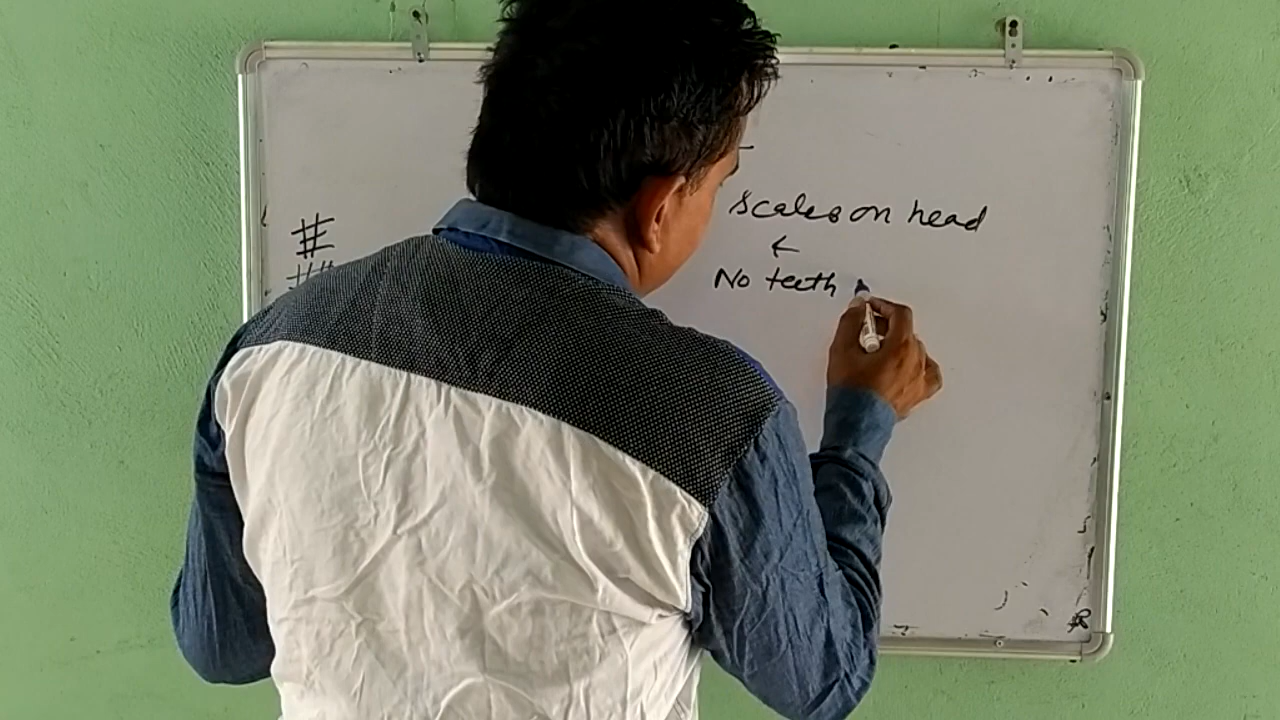 scales on head
#
←
No teeth
##